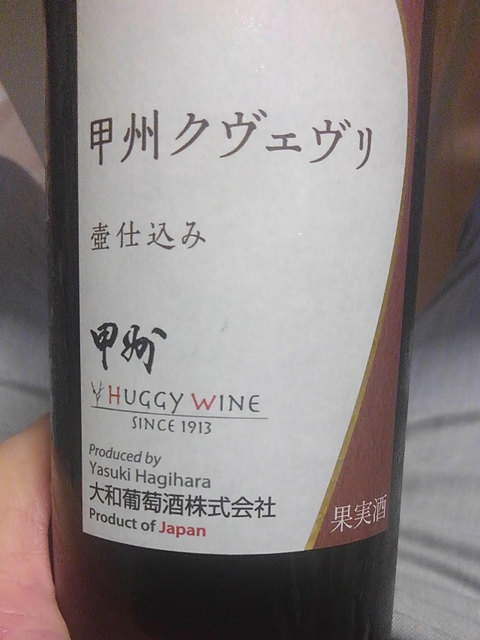 甲州クヴェヴリ
壺仕込み
甲州
HUGGY WINE
SINCE 1913
Produced by
Yasuki Hagihara
大和葡萄酒株式会社
Product of Japan
果実酒